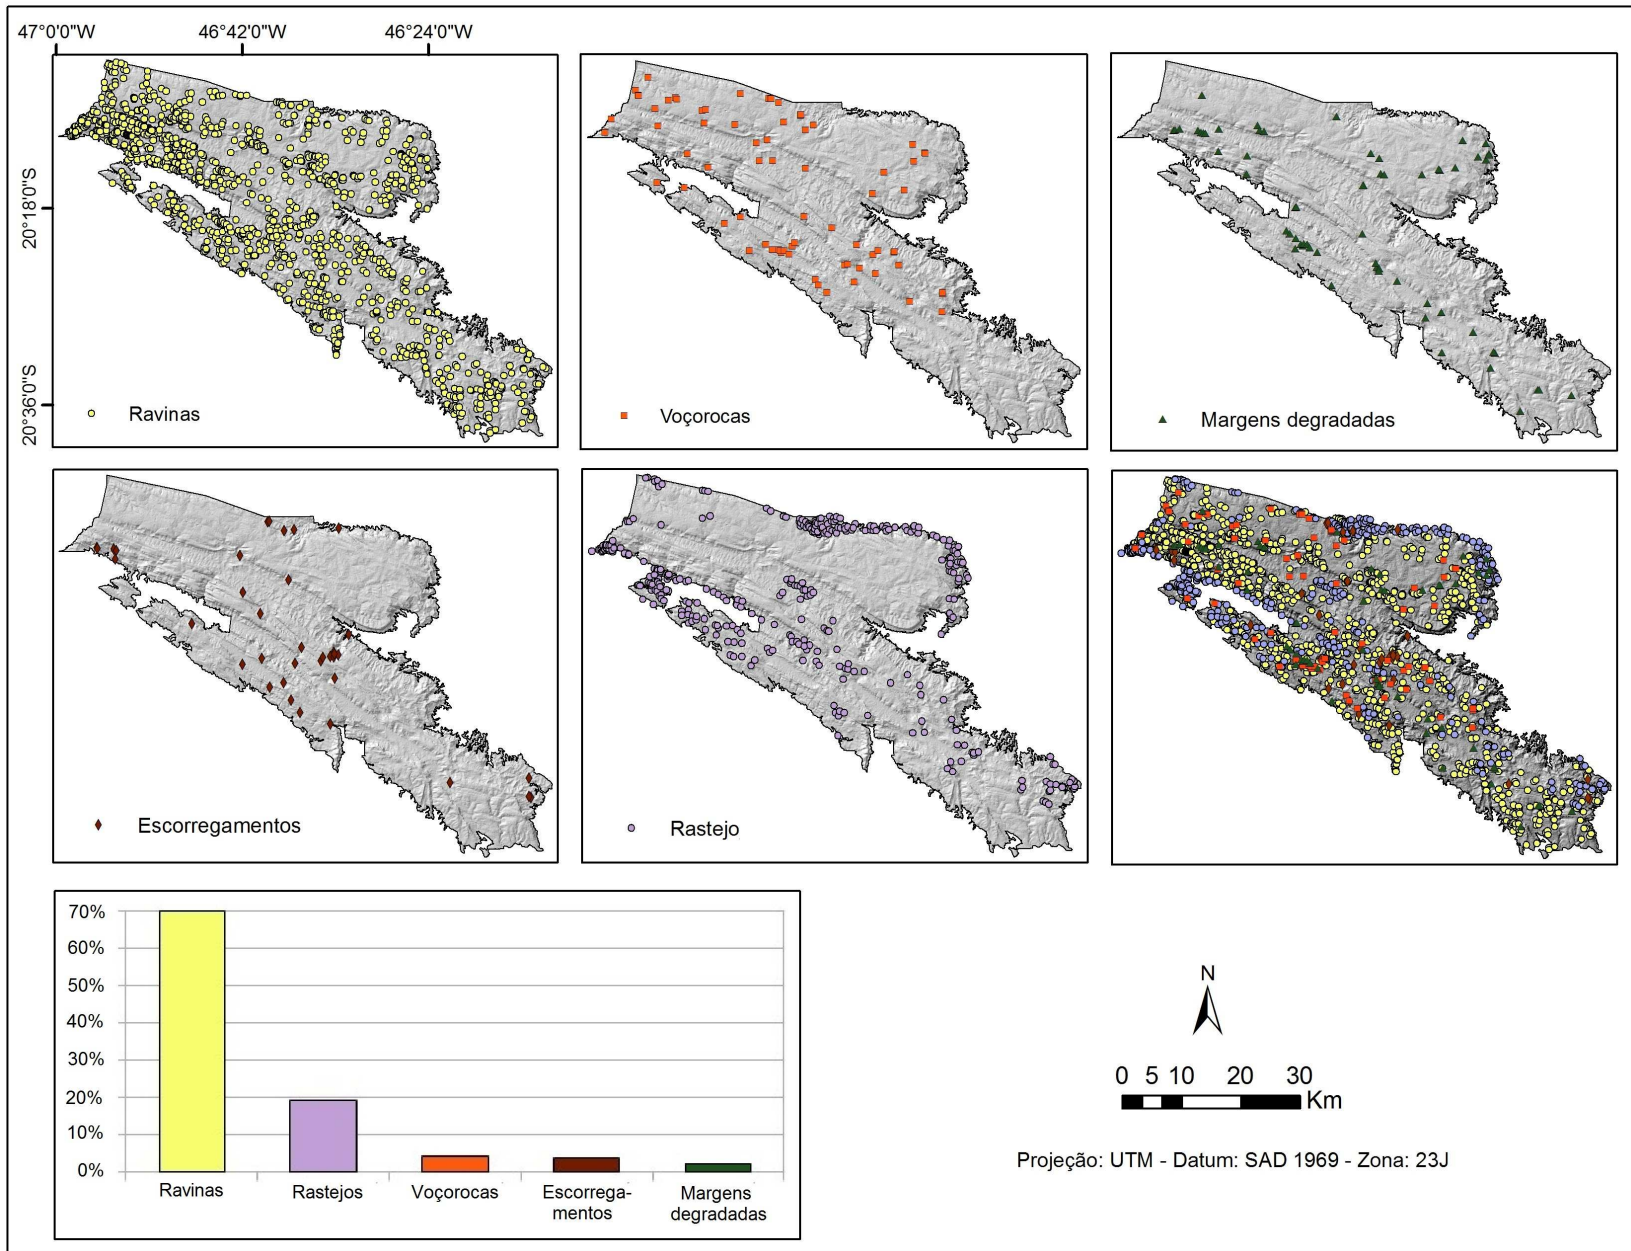 47°0'0"W 46°42'0"W 46°24'0"W
20°18'0"S
20°36'0"S
Ravinas
Voçorocas
Margens degradadas
Escorregamentos
Rastejo
70%
60%
50%
40%
30%
20%
10%
0%
Ravinas
Rastejos
Voçorocas
Escorrega-
mentos
Margens
degradadas
N
0 5 10 20 30
Km
Projeção: UTM - Datum: SAD 1969 - Zona: 23J